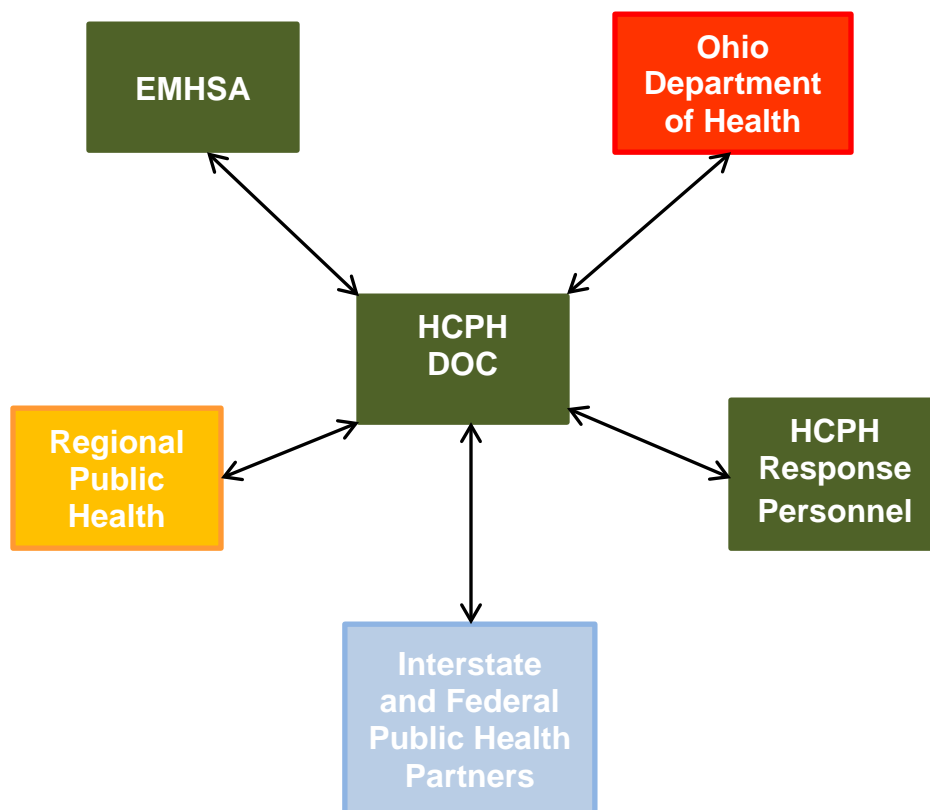 EMHSA
Ohio
Department
of Health
HCPH
DOC
Regional
Public
Health
HCPH
Response
Personnel
Interstate
and Federal
Public Health
Partners